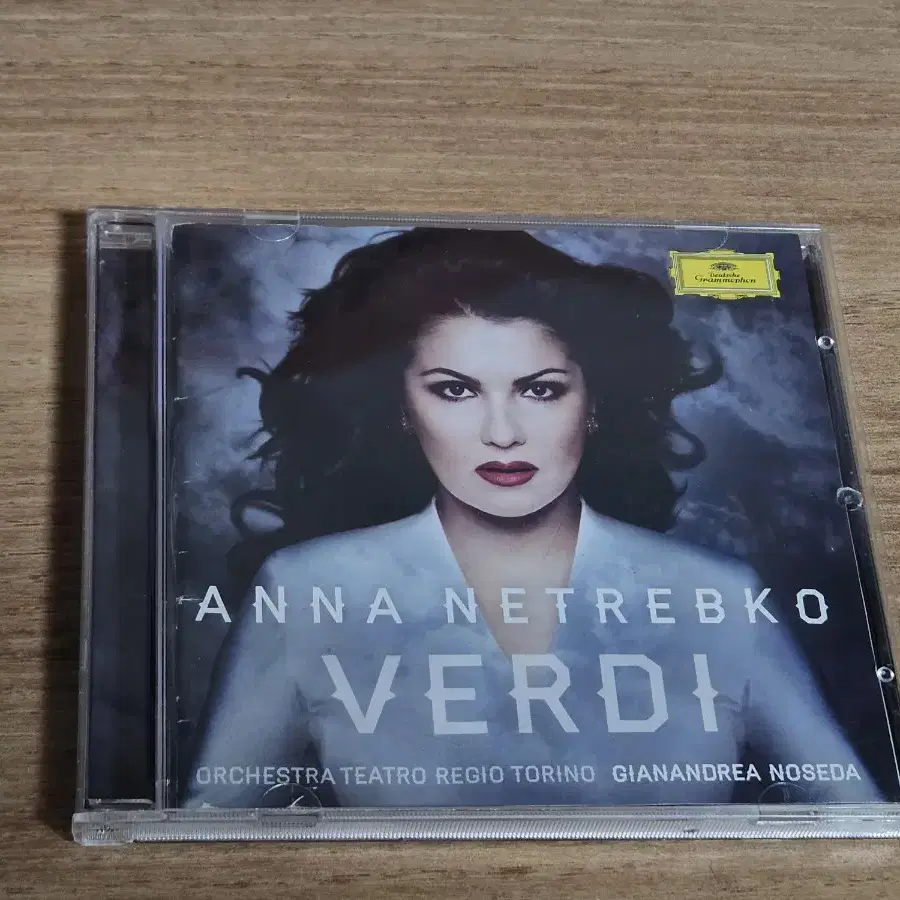 Deutsche
Grammophon
ANNA NETREBKO
VERDI
ORCHESTRA TEATRO REGIO TORINO GIANANDREA NOSEDA